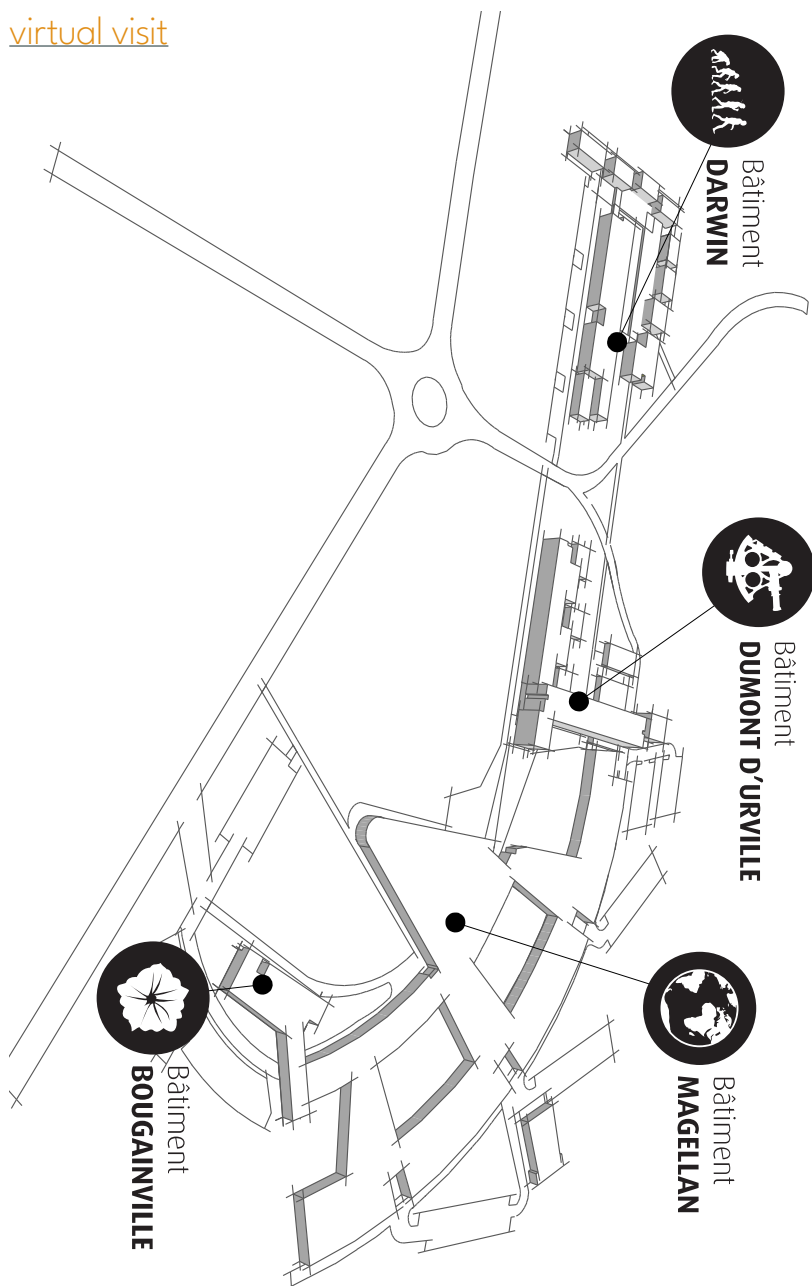 virtual visit
Bâtiment
DARWIN
Bâtiment
DUMONT D’URVILLE
Bâtiment
MAGELLAN
Bâtiment
BOUGAINVILLE